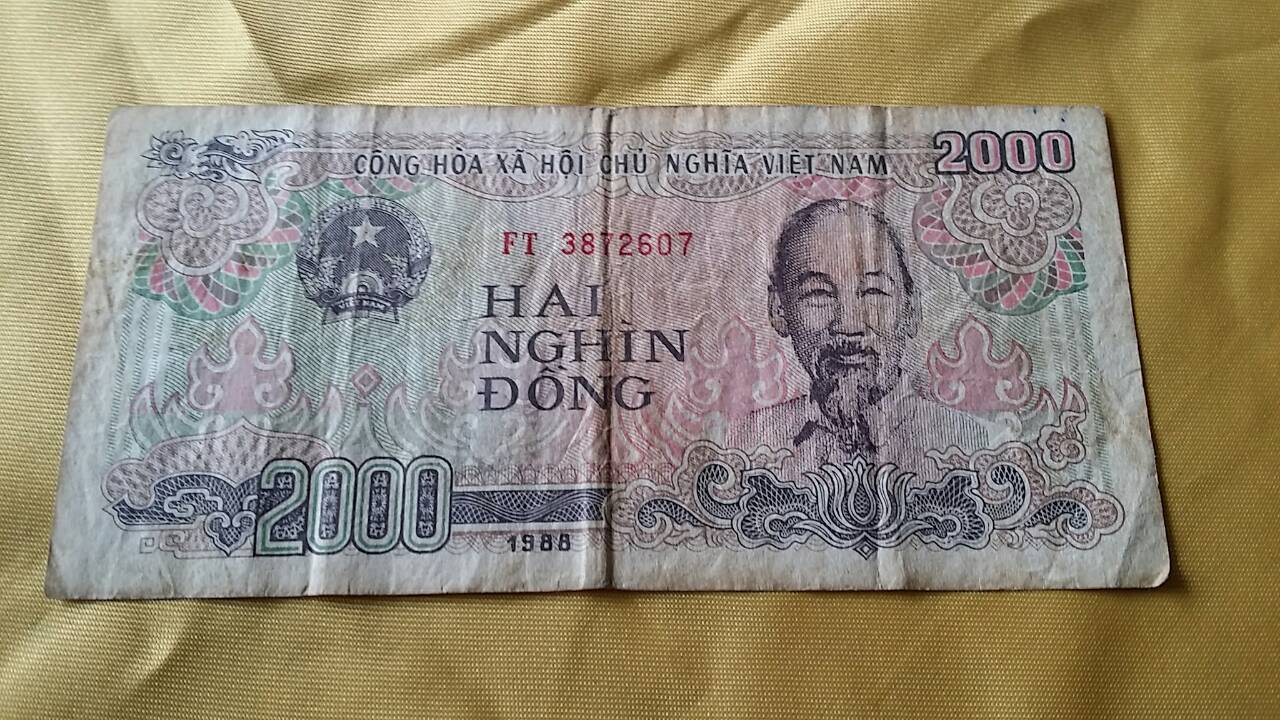 CỘNG HÒA XÃ HỘI CHỦ NGHĨA VIỆT NAM
2000
FT 3872607
HAI
NGHÌN
ĐỒNG
2000
1988